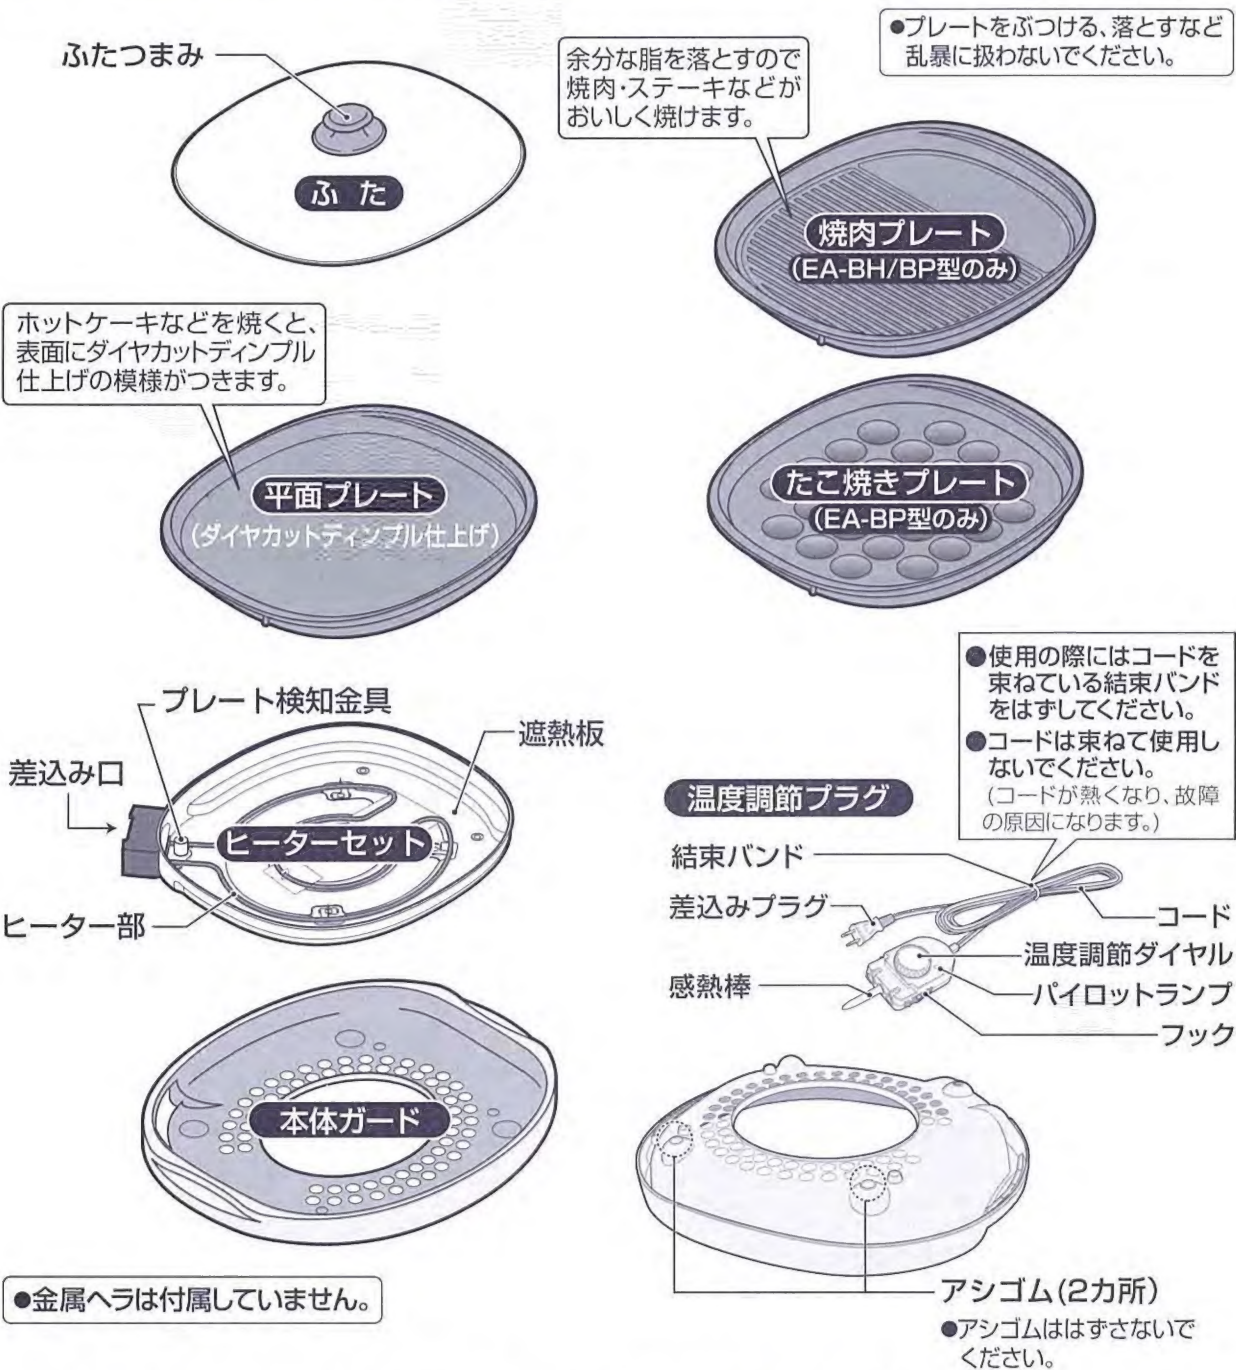 ふたつまみ
ふた
余分な脂を落とすので
焼肉・ステーキなどが
おいしく焼けます。
●プレートをぶつける、落とすなど
乱暴に扱わないでください。
焼肉プレート
(EA-BH/BP型のみ)
ホットケーキなどを焼くと、
表面にダイヤカットディンプル
仕上げの模様がつきます。
平面プレート
(ダイヤカットディンプル仕上げ)
たこ焼きプレート
(EA-BP型のみ)
プレート検知金具
遮熱板
差込み口
ヒーターセット
ヒーター部
●使用の際にはコードを
束ねている結束バンド
をはずしてください。
●コードは束ねて使用し
ないでください。
(コードが熱くなり、故障
の原因になります。)
温度調節プラグ
結束バンド
差込みプラグ
コード
温度調節ダイヤル
感熱棒
パイロットランプ
フック
本体ガード
●金属ヘラは付属していません。
アシゴム(2カ所)
●アシゴムははずさないで
ください。